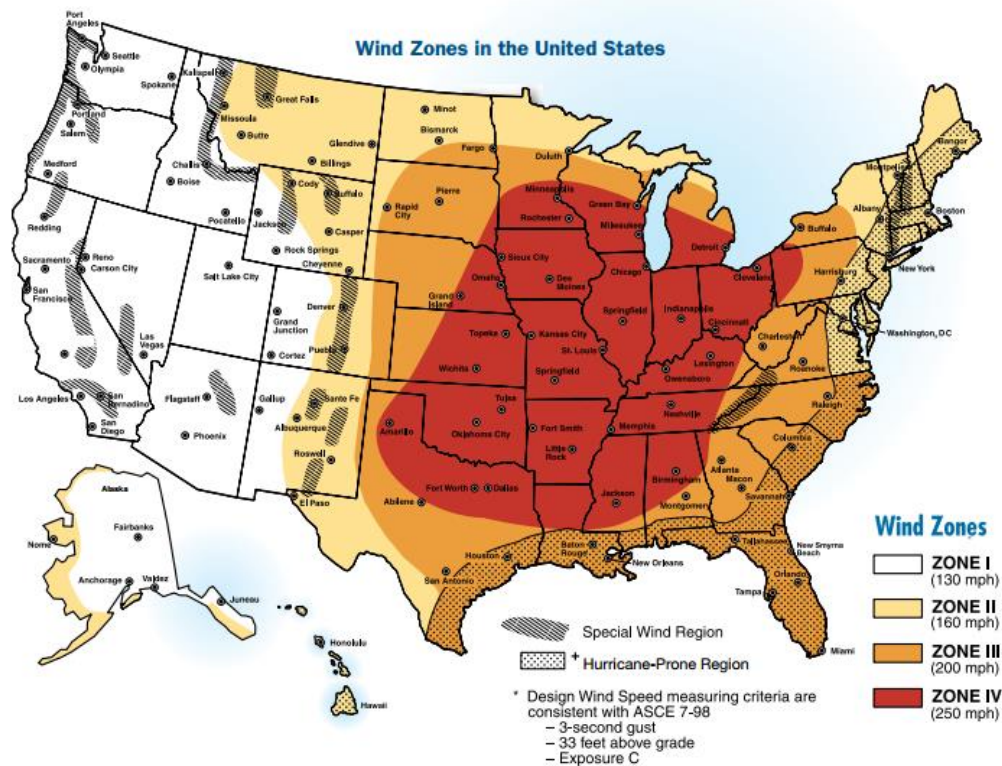 Wind Zones in the United States
Port
Angeles
Seattle
Olympia
Spokane
Kalispell
Great Falls
Minot
Portland
Salem
Missoula
Butte
Glendive
Bismarck
Fargo
Duluth
Bangor
Montpelier
Medford
Challis
Boise
Billings
Cody
Buffalo
Pierre
Rapid
City
Minneapolis
Green Bay
Buffalo
Albany
Boston
Redding
Pocatello
Jackson
Casper
Rochester
Milwaukee
Detroit
New York
Reno
Carson City
Sacramento
San
Francisco
Salt Lake City
Rock Springs
Cheyenne
Sioux City
Omaha
Des
Moines
Chicago
Cleveland
Harrisburg
Grand
Island
Denver
Grand
Junction
Pueblo
Cortez
Topeka
Kansas City
Springfield
Indianapolis
Cincinnati
Washington, DC
Las
Vegas
St. Louis
Charleston
Lexington
Roanoke
Wichita
Springfield
Owensboro
Raleigh
Los Angeles
San
Bernadino
San
Diego
Flagstaff
Gallup
Sante Fe
Albuquerque
Tulsa
Nashville
Phoenix
Amarillo
Oklahoma City
Fort Smith
Memphis
Columbia
Roswell
Little
Rock
Atlanta
Macon
Birmingham
Savannah
El Paso
Fort Worth
Dallas
Abilene
Jackson
Montgomery
Alaska
Fairbanks
Nome
Anchorage
Valdez
Juneau
Houston
San Antonio
Baton
Rouge
New Orleans
Tallahassee
New Smyrna
Beach
Orlando
Tampa
Miami
Honolulu
Hawaii
Special Wind Region
+ Hurricane-Prone Region
* Design Wind Speed measuring criteria are
consistent with ASCE 7-98
– 3-second gust
– 33 feet above grade
– Exposure C
Wind Zones
ZONE I
(130 mph)
ZONE II
(160 mph)
ZONE III
(200 mph)
ZONE IV
(250 mph)